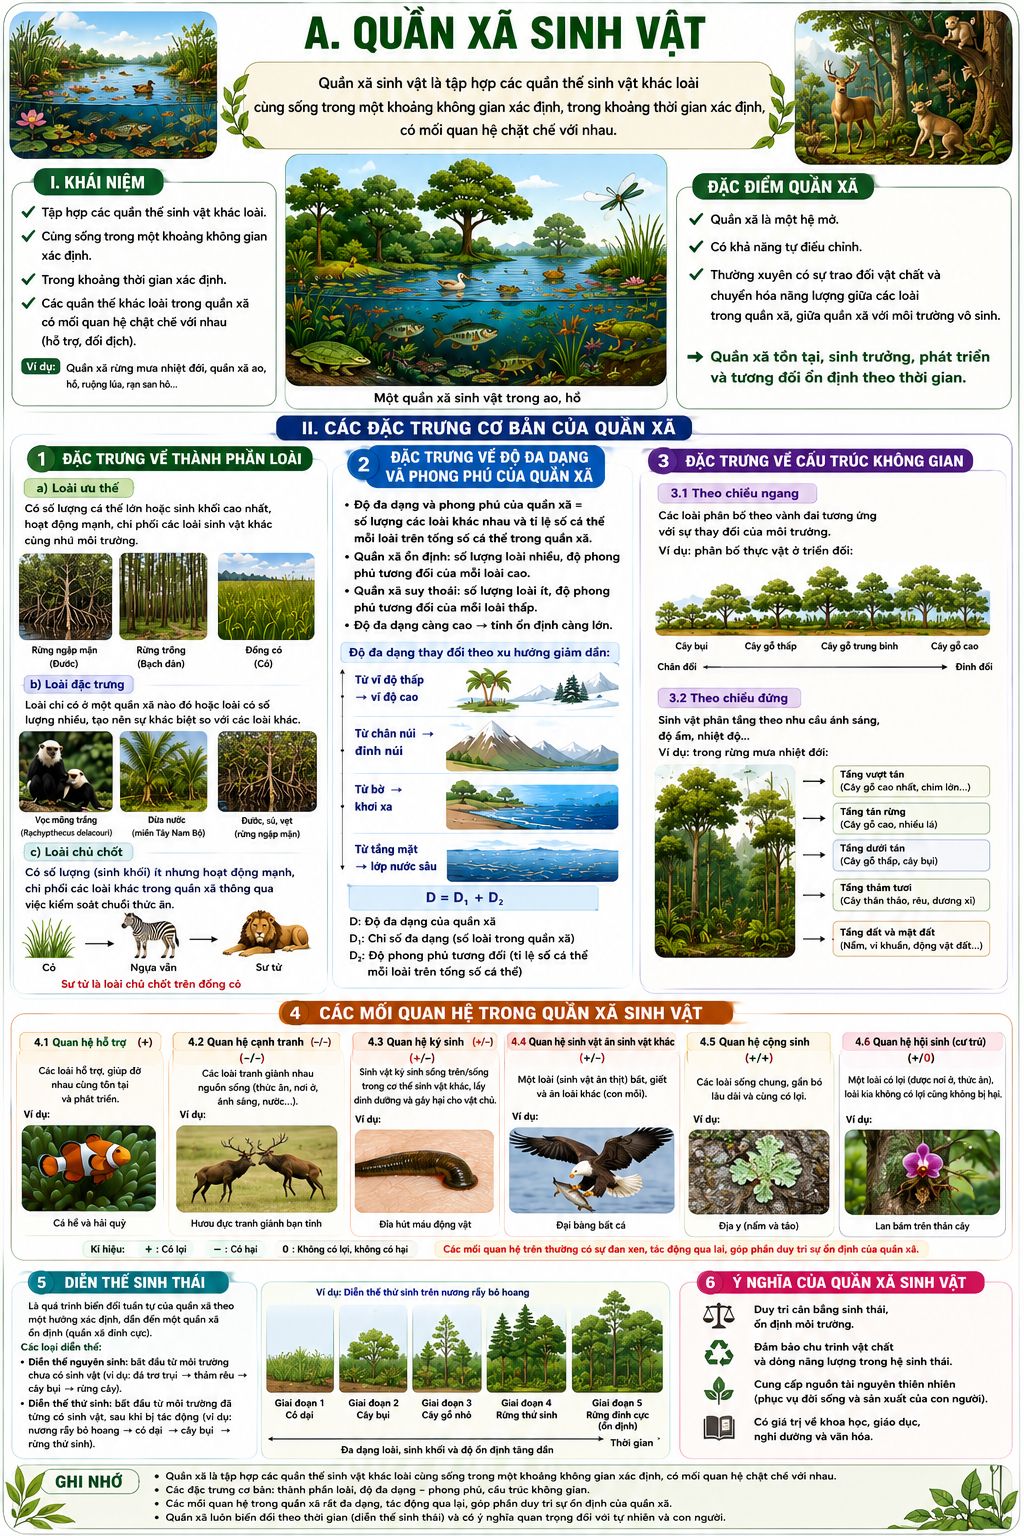 A. QUẦN XÃ SINH VẬT
Quần xã sinh vật là tập hợp các quần thể sinh vật khác loài
cùng sống trong một khoảng không gian xác định, trong khoảng thời gian xác định,
có mối quan hệ chặt chẽ với nhau.
I. KHÁI NIỆM
Tập hợp các quần thể sinh vật khác loài.
Cùng sống trong một khoảng không gian
xác định.
Trong khoảng thời gian xác định.
Các quần thể khác loài trong quần xã
có mối quan hệ chặt chẽ với nhau
(hỗ trợ, đối địch).
Ví dụ: Quần xã rừng mưa nhiệt đới, quần xã ao,
hồ, ruộng lúa, rạn san hô...
Một quần xã sinh vật trong ao, hồ
ĐẶC ĐIỂM QUẦN XÃ
Quần xã là một hệ mở.
Có khả năng tự điều chỉnh.
Thường xuyên có sự trao đổi vật chất và
chuyển hóa năng lượng giữa các loài
trong quần xã, giữa quần xã với môi trường vô sinh.
→ Quần xã tồn tại, sinh trưởng, phát triển
và tương đối ổn định theo thời gian.
II. CÁC ĐẶC TRƯNG CƠ BẢN CỦA QUẦN XÃ
1 ĐẶC TRƯNG VỀ THÀNH PHẦN LOÀI
a) Loài ưu thế
Có số lượng cá thể lớn hoặc sinh khối cao nhất,
hoạt động mạnh, chi phối các loài sinh vật khác
cũng như môi trường.
Rừng ngập mặn
(Đước)
Rừng trồng
(Bạch đàn)
Đồng cỏ
(Cỏ)
b) Loài đặc trưng
Loài chỉ có ở một quần xã nào đó hoặc loài có số
lượng nhiều, tạo nên sự khác biệt so với các loài khác.
Vọc mông trắng
(Rạchypthecus delacouri)
Dừa nước
(miền Tây Nam Bộ)
Đước, sú, vẹt
(rừng ngập mặn)
c) Loài chủ chốt
Có số lượng (sinh khối) ít nhưng hoạt động mạnh,
chi phối các loài khác trong quần xã thông qua
việc kiểm soát chuỗi thức ăn.
Cỏ
Ngựa vằn
Sư tử
Sư tử là loài chủ chốt trên đồng cỏ
2 ĐẶC TRƯNG VỀ ĐỘ ĐA DẠNG
VÀ PHONG PHÚ CỦA QUẦN XÃ
• Độ đa dạng và phong phú của quần xã =
số lượng các loài khác nhau và tỉ lệ số cá thể
mỗi loài trên tổng số cá thể trong quần xã.
• Quần xã ổn định: số lượng loài nhiều, độ phong
phú tương đối của mỗi loài cao.
• Quần xã suy thoái: số lượng loài ít, độ phong
phú tương đối của mỗi loài thấp.
• Độ đa dạng càng cao → tính ổn định càng lớn.
Độ đa dạng thay đổi theo xu hướng giảm dần:
Từ vĩ độ thấp
→ vĩ độ cao
Từ chân núi →
đỉnh núi
Từ bờ →
khơi xa
Từ tầng mặt
→ lớp nước sâu
D = D₁ + D₂
D: Độ đa dạng của quần xã
D₁: Chỉ số đa dạng (số loài trong quần xã)
D₂: Độ phong phú tương đối (tỉ lệ số cá thể
mỗi loài trên tổng số cá thể)
3 ĐẶC TRƯNG VỀ CẤU TRÚC KHÔNG GIAN
3.1 Theo chiều ngang
Các loài phân bố theo vành đai tương ứng
với sự thay đổi của môi trường.
Ví dụ: phân bố thực vật ở triền đồi:
Cây bụi
Cây gỗ thấp
Cây gỗ trung bình
Cây gỗ cao
Chân đồi
Đỉnh đồi
3.2 Theo chiều đứng
Sinh vật phân tầng theo nhu cầu ánh sáng,
độ ẩm, nhiệt độ...
Ví dụ: trong rừng mưa nhiệt đới:
Tầng vượt tán
(Cây gỗ cao nhất, chim lớn...)
Tầng tán rừng
(Cây gỗ cao, nhiều lá)
Tầng dưới tán
(Cây gỗ thấp, cây bụi)
Tầng thảm tươi
(Cây thân thảo, rêu, dương xỉ)
Tầng đất và mặt đất
(Nấm, vi khuẩn, động vật đất...)
4 CÁC MỐI QUAN HỆ TRONG QUẦN XÃ SINH VẬT
4.1 Quan hệ hỗ trợ (+)
Các loài hỗ trợ, giúp đỡ
nhau cùng tồn tại
và phát triển.
Ví dụ:
Cá hề và hải quỳ
4.2 Quan hệ cạnh tranh (–/–)
(–/–)
Các loài tranh giành nhau
nguồn sống (thức ăn, nơi ở,
ánh sáng, nước...).
Ví dụ:
Hươu đực tranh giành bạn tình
4.3 Quan hệ ký sinh (+/–)
(+/–)
Sinh vật ký sinh sống trên/sống
trong cơ thể sinh vật khác, lấy
dinh dưỡng và gây hại cho vật chủ.
Ví dụ:
Đỉa hút máu động vật
4.4 Quan hệ sinh vật ăn sinh vật khác
(+/–)
Một loài (sinh vật ăn thịt) bắt, giết
và ăn loài khác (con mồi).
Ví dụ:
Đại bàng bắt cá
4.5 Quan hệ cộng sinh
(+/+)
Các loài sống chung, gắn bó
lâu dài và cùng có lợi.
Ví dụ:
Địa y (nấm và tảo)
4.6 Quan hệ hội sinh (cư trú)
(+/0)
Một loài có lợi (được nơi ở, thức ăn),
loài kia không có lợi cũng không bị hại.
Ví dụ:
Lan bám trên thân cây
Kí hiệu: + : Có lợi – : Có hại 0 : Không có lợi, không có hại
Các mối quan hệ trên thường có sự đan xen, tác động qua lại, góp phần duy trì sự ổn định của quần xã.
5 DIỄN THẾ SINH THÁI
Là quá trình biến đổi tuần tự của quần xã theo
một hướng xác định, dẫn đến một quần xã
ổn định (quần xã đỉnh cực).
Các loại diễn thế:
• Diễn thế nguyên sinh: bắt đầu từ môi trường
chưa có sinh vật (ví dụ: đá trơ trụi → thảm rêu →
cây bụi → rừng cây).
• Diễn thế thứ sinh: bắt đầu từ môi trường đã
từng có sinh vật, sau khi bị tác động (ví dụ:
nương rẫy bỏ hoang → cỏ dại → cây bụi →
rừng thứ sinh).
Ví dụ: Diễn thế thứ sinh trên nương rẫy bỏ hoang
Giai đoạn 1
Cỏ dại
Giai đoạn 2
Cây bụi
Giai đoạn 3
Cây gỗ nhỏ
Giai đoạn 4
Rừng thứ sinh
Giai đoạn 5
Rừng đỉnh cực
(ổn định)
Thời gian
Đa dạng loài, sinh khối và độ ổn định tăng dần
6 Ý NGHĨA CỦA QUẦN XÃ SINH VẬT
Duy trì cân bằng sinh thái,
ổn định môi trường.
Đảm bảo chu trình vật chất
và dòng năng lượng trong hệ sinh thái.
Cung cấp nguồn tài nguyên thiên nhiên
(phục vụ đời sống và sản xuất của con người).
Có giá trị về khoa học, giáo dục,
nghỉ dưỡng và văn hóa.
GHI NHỚ
• Quần xã là tập hợp các quần thể sinh vật khác loài cùng sống trong một khoảng không gian xác định, có mối quan hệ chặt chẽ với nhau.
• Các đặc trưng cơ bản: thành phần loài, độ đa dạng – phong phú, cấu trúc không gian.
• Các mối quan hệ trong quần xã rất đa dạng, tác động qua lại, góp phần duy trì sự ổn định của quần xã.
• Quần xã luôn biến đổi theo thời gian (diễn thế sinh thái) và có ý nghĩa quan trọng đối với tự nhiên và con người.